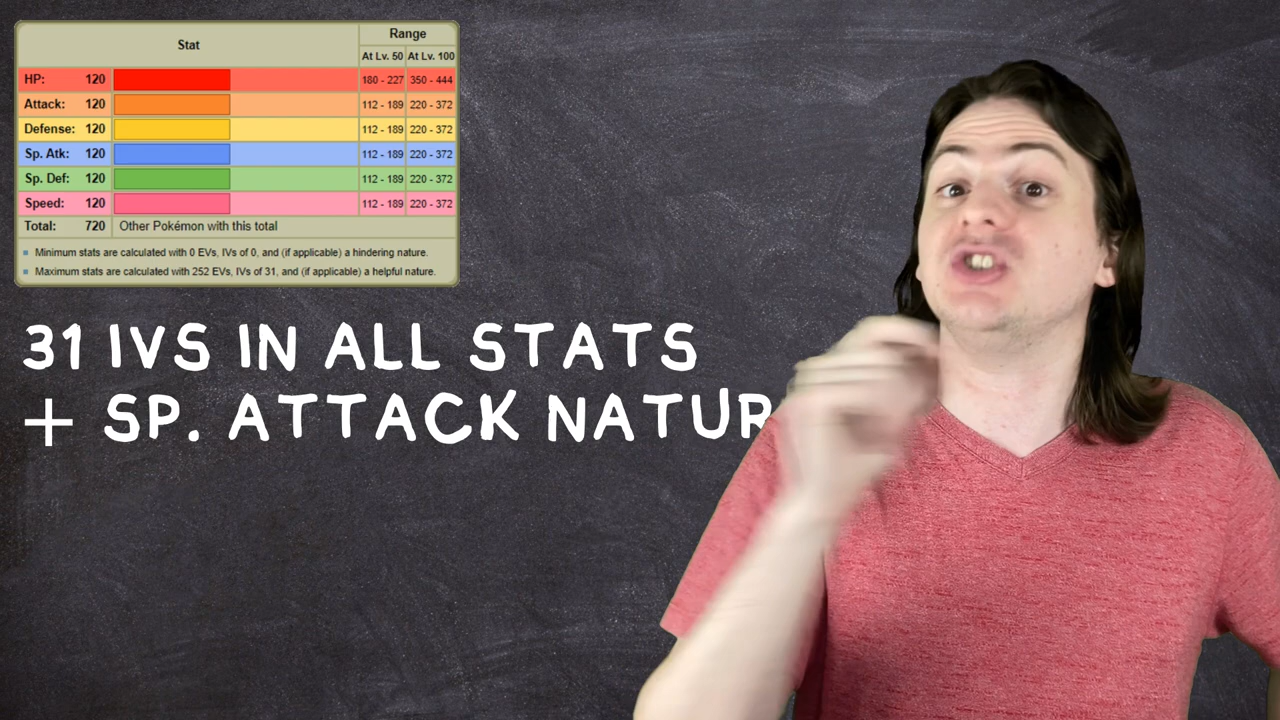 Stat Range
At Lv. 50 At Lv. 100
HP: 120 180 - 227 350 - 444
Attack: 120 112 - 189 220 - 372
Defense: 120 112 - 189 220 - 372
Sp. Atk: 120 112 - 189 220 - 372
Sp. Def: 120 112 - 189 220 - 372
Speed: 120 112 - 189 220 - 372
Total: 720 Other Pokémon with this total
Minimum stats are calculated with 0 EVs, IVs of 0, and (if applicable) a hindering nature.
Maximum stats are calculated with 252 EVs, IVs of 31, and (if applicable) a helpful nature.
31 IVS IN ALL STATS
+ SP. ATTACK NATUR